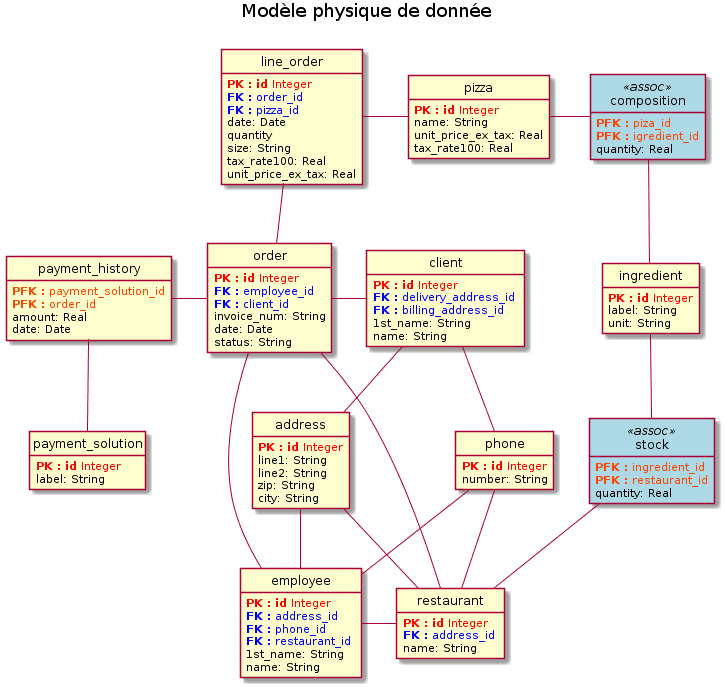 Modèle physique de donnée
line_order
PK : id Integer
FK : order_id
FK : pizza_id
date: Date
quantity
size: String
tax_rate100: Real
unit_price_ex_tax: Real
pizza
PK : id Integer
name: String
unit_price_ex_tax: Real
tax_rate100: Real
«assoc»
composition
PFK : piza_id
PFK : igredient_id
quantity: Real
payment_history
PFK : payment_solution_id
PFK : order_id
amount: Real
date: Date
order
PK : id Integer
FK : employee_id
FK : client_id
invoice_num: String
date: Date
status: String
client
PK : id Integer
FK : delivery_address_id
FK : billing_address_id
1st_name: String
name: String
ingredient
PK : id Integer
label: String
unit: String
payment_solution
PK : id Integer
label: String
address
PK : id Integer
line1: String
line2: String
zip: String
city: String
phone
PK : id Integer
number: String
«assoc»
stock
PFK : ingredient_id
PFK : restaurant_id
quantity: Real
employee
PK : id Integer
FK : address_id
FK : phone_id
FK : restaurant_id
1st_name: String
name: String
restaurant
PK : id Integer
FK : address_id
name: String